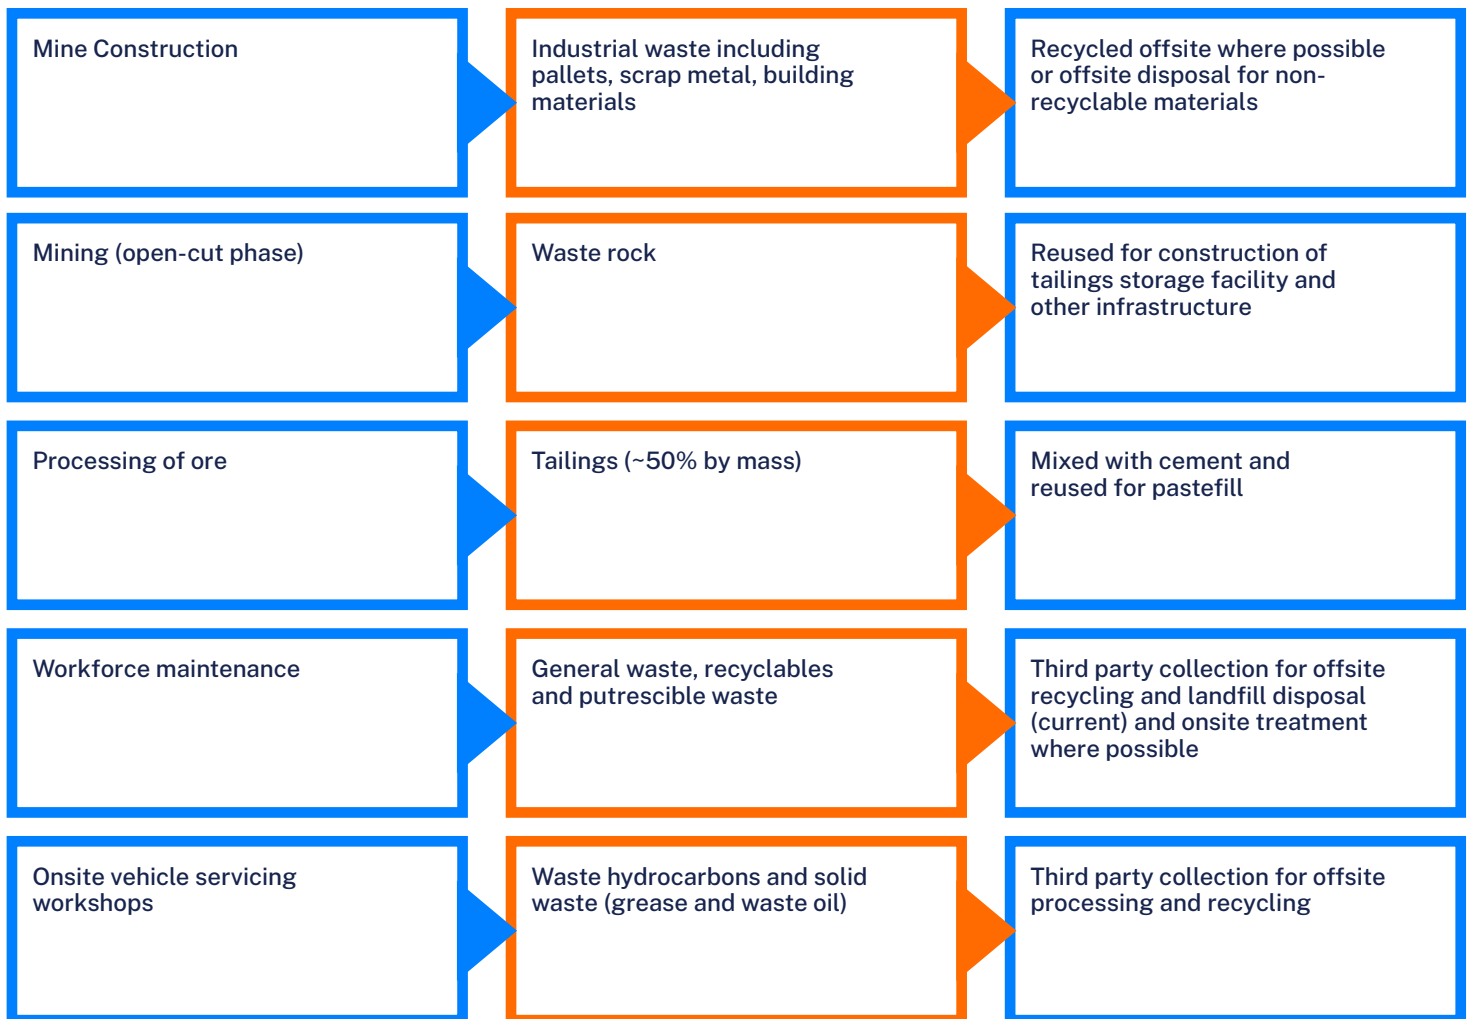 Mine Construction
Industrial waste including
pallets, scrap metal, building
materials
Recycled offsite where possible
or offsite disposal for non-
recyclable materials
Mining (open-cut phase)
Waste rock
Reused for construction of
tailings storage facility and
other infrastructure
Processing of ore
Tailings (~50% by mass)
Mixed with cement and
reused for pastefill
Workforce maintenance
General waste, recyclables
and putrescible waste
Third party collection for offsite
recycling and landfill disposal
(current) and onsite treatment
where possible
Onsite vehicle servicing
workshops
Waste hydrocarbons and solid
waste (grease and waste oil)
Third party collection for offsite
processing and recycling